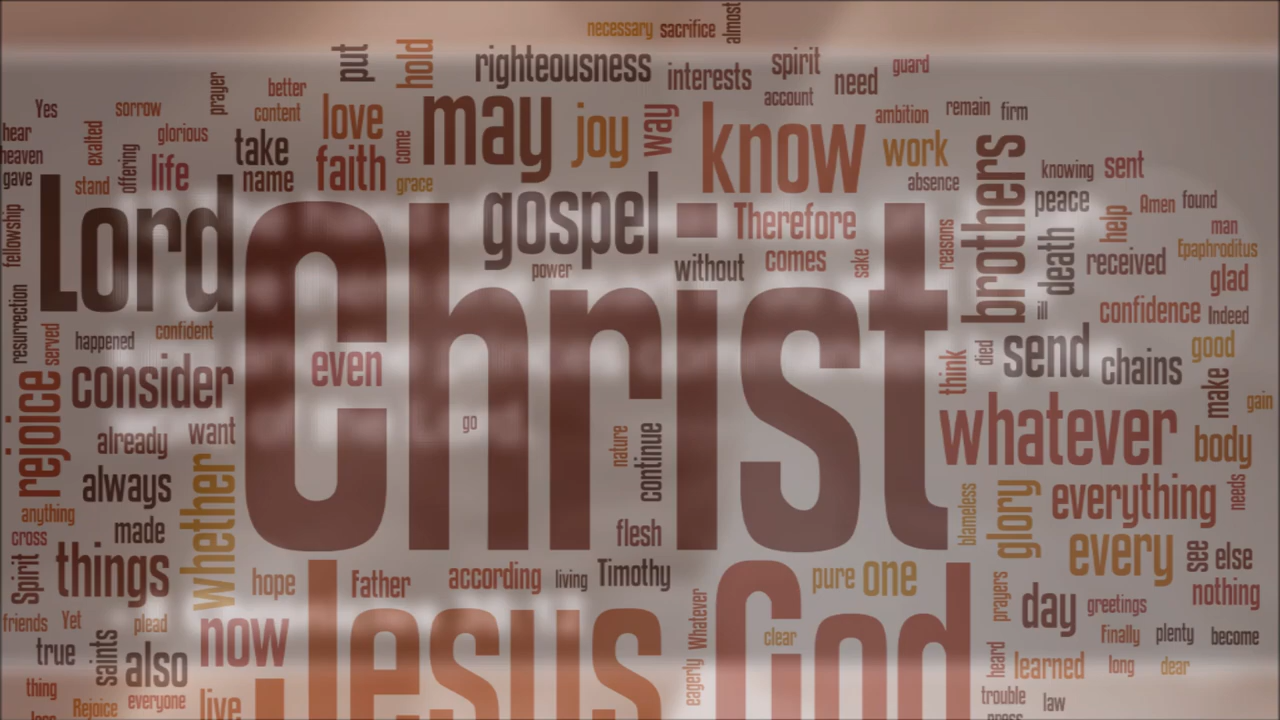 necessary sacrifice almost
put hold righteousness interests spirit need guard
prayer better account
Yes sorrow content love may joy way know ambition remain firm
hear exalted glorious take faith come work
heaven offering life name grace absence brothers knowing sent
gave stand
Lord Christ gospel Therefore peace Amen found
fellowship power without comes sake reasons death help man
received Epaphroditus
glad
resurrection served happened confident ill confidence Indeed
consider even died send chains good
rejoice think make gain
already want go nature continue whatever body
always whether
anything made blameless glory everything needs
cross flesh every
Spirit things hope Father according living Timothy pure one see else
prayers day nothing
friends Yet plead now Jesus Whatever God clear greetings
true saints also Finally plenty become
eagerly heard learned long dear
thing Rejoice everyone live trouble law